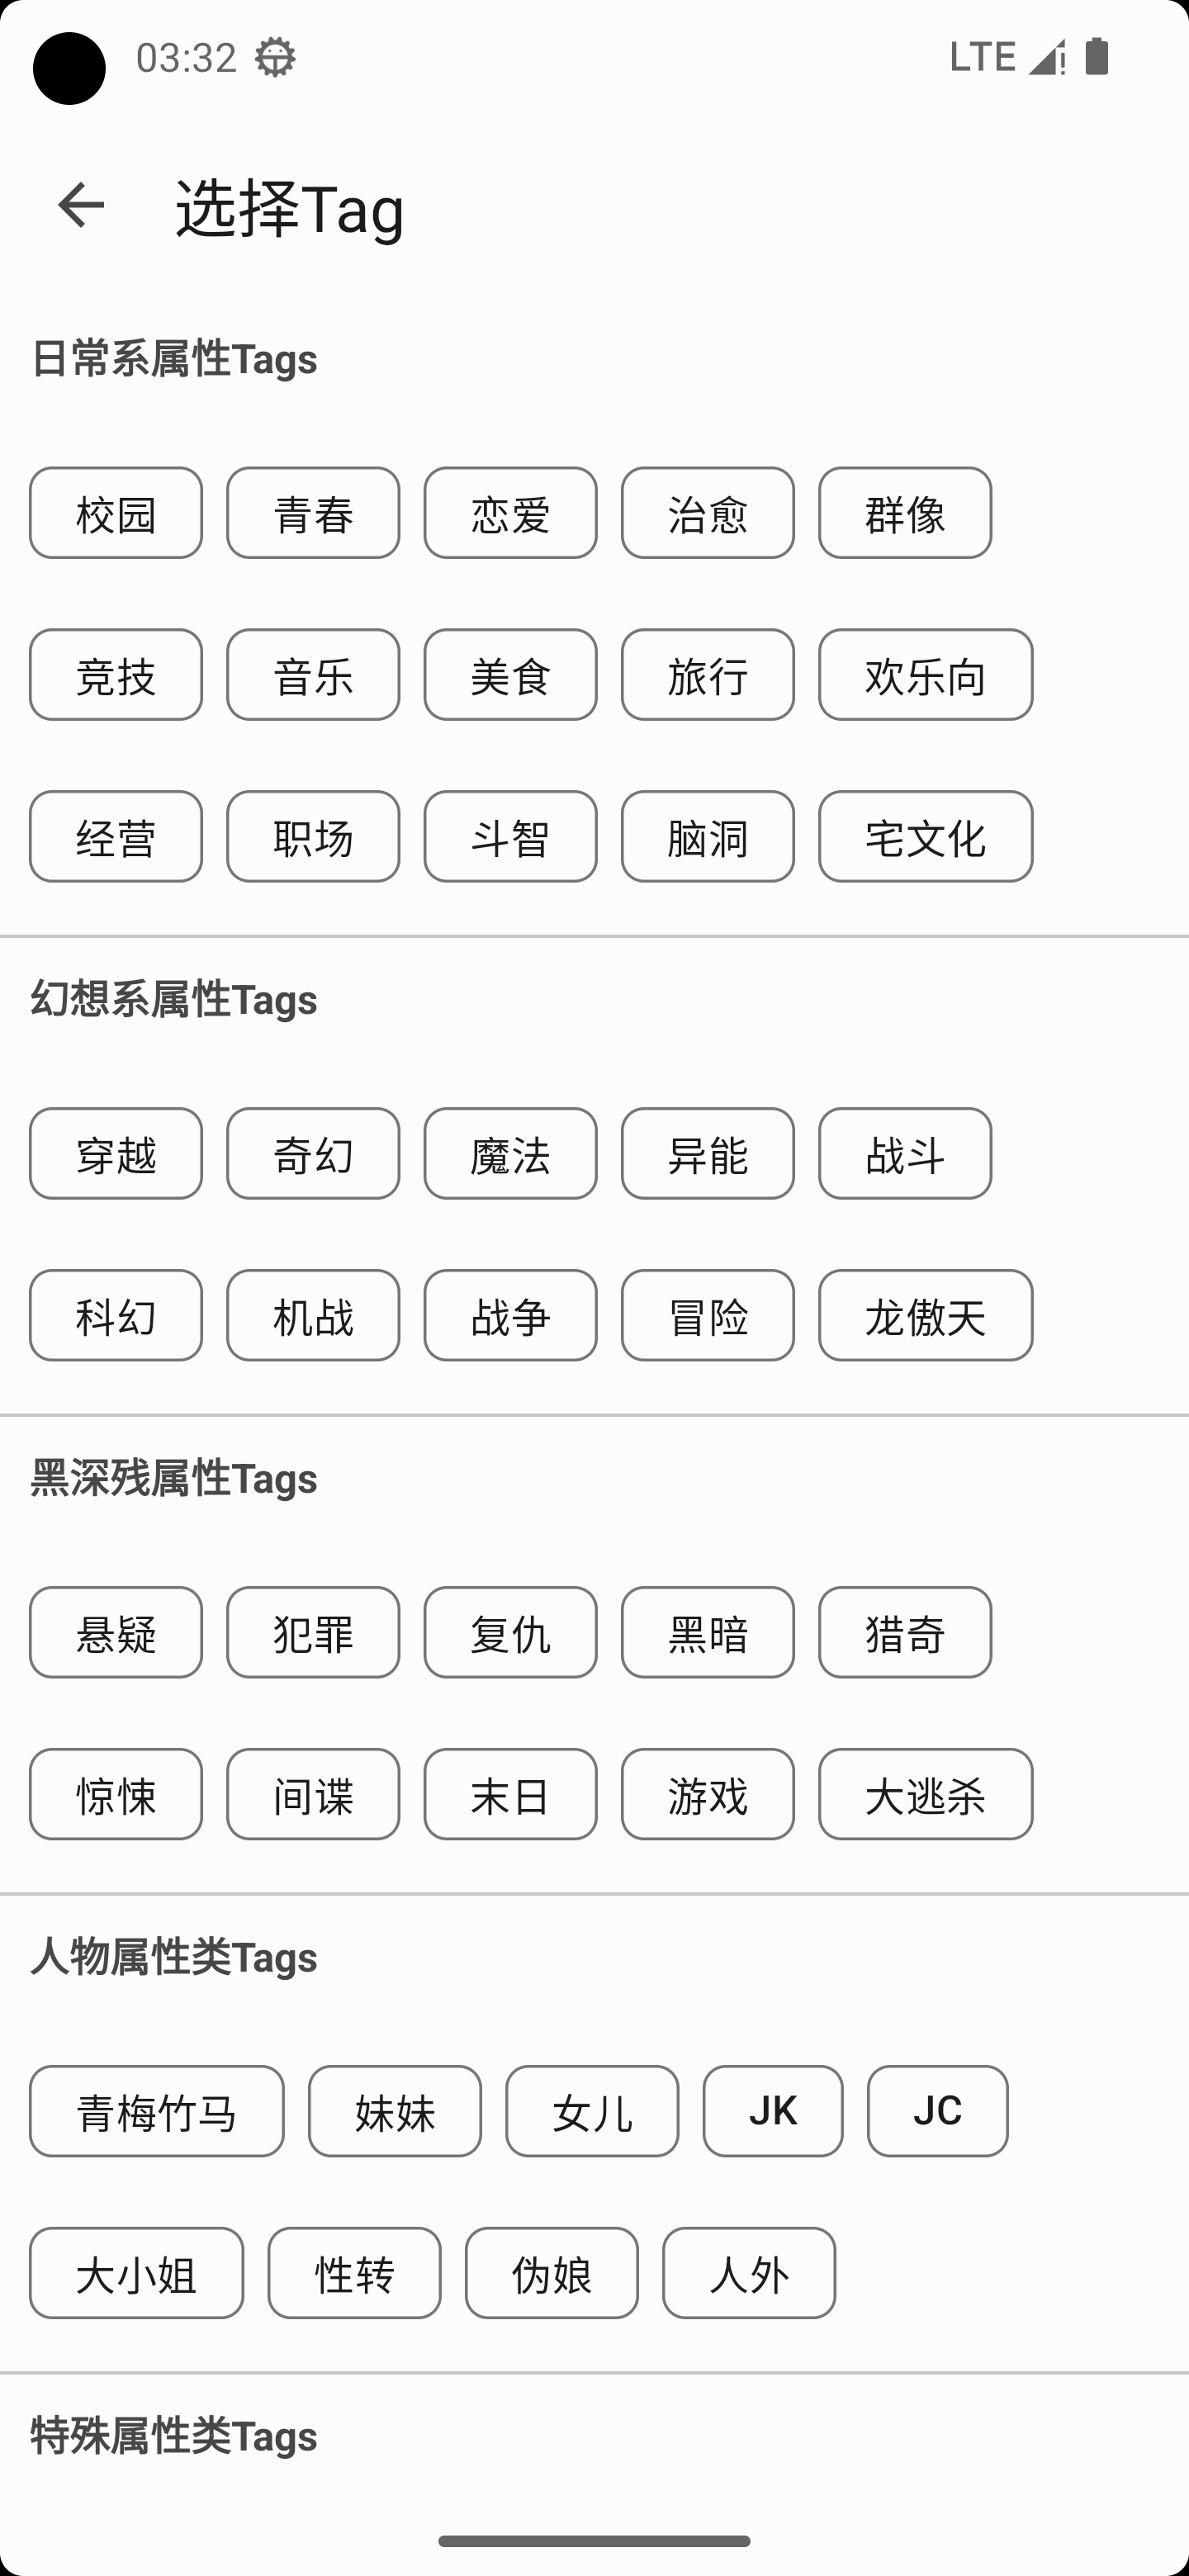 03:32 LTE
选择Tag
日常系属性Tags
校园 青春 恋爱 治愈 群像
竞技 音乐 美食 旅行 欢乐向
经营 职场 斗智 脑洞 宅文化
幻想系属性Tags
穿越 奇幻 魔法 异能 战斗
科幻 机战 战争 冒险 龙傲天
黑深残属性Tags
悬疑 犯罪 复仇 黑暗 猎奇
惊悚 间谍 末日 游戏 大逃杀
人物属性类Tags
青梅竹马 妹妹 女儿 JK JC
大小姐 性转 伪娘 人外
特殊属性类Tags